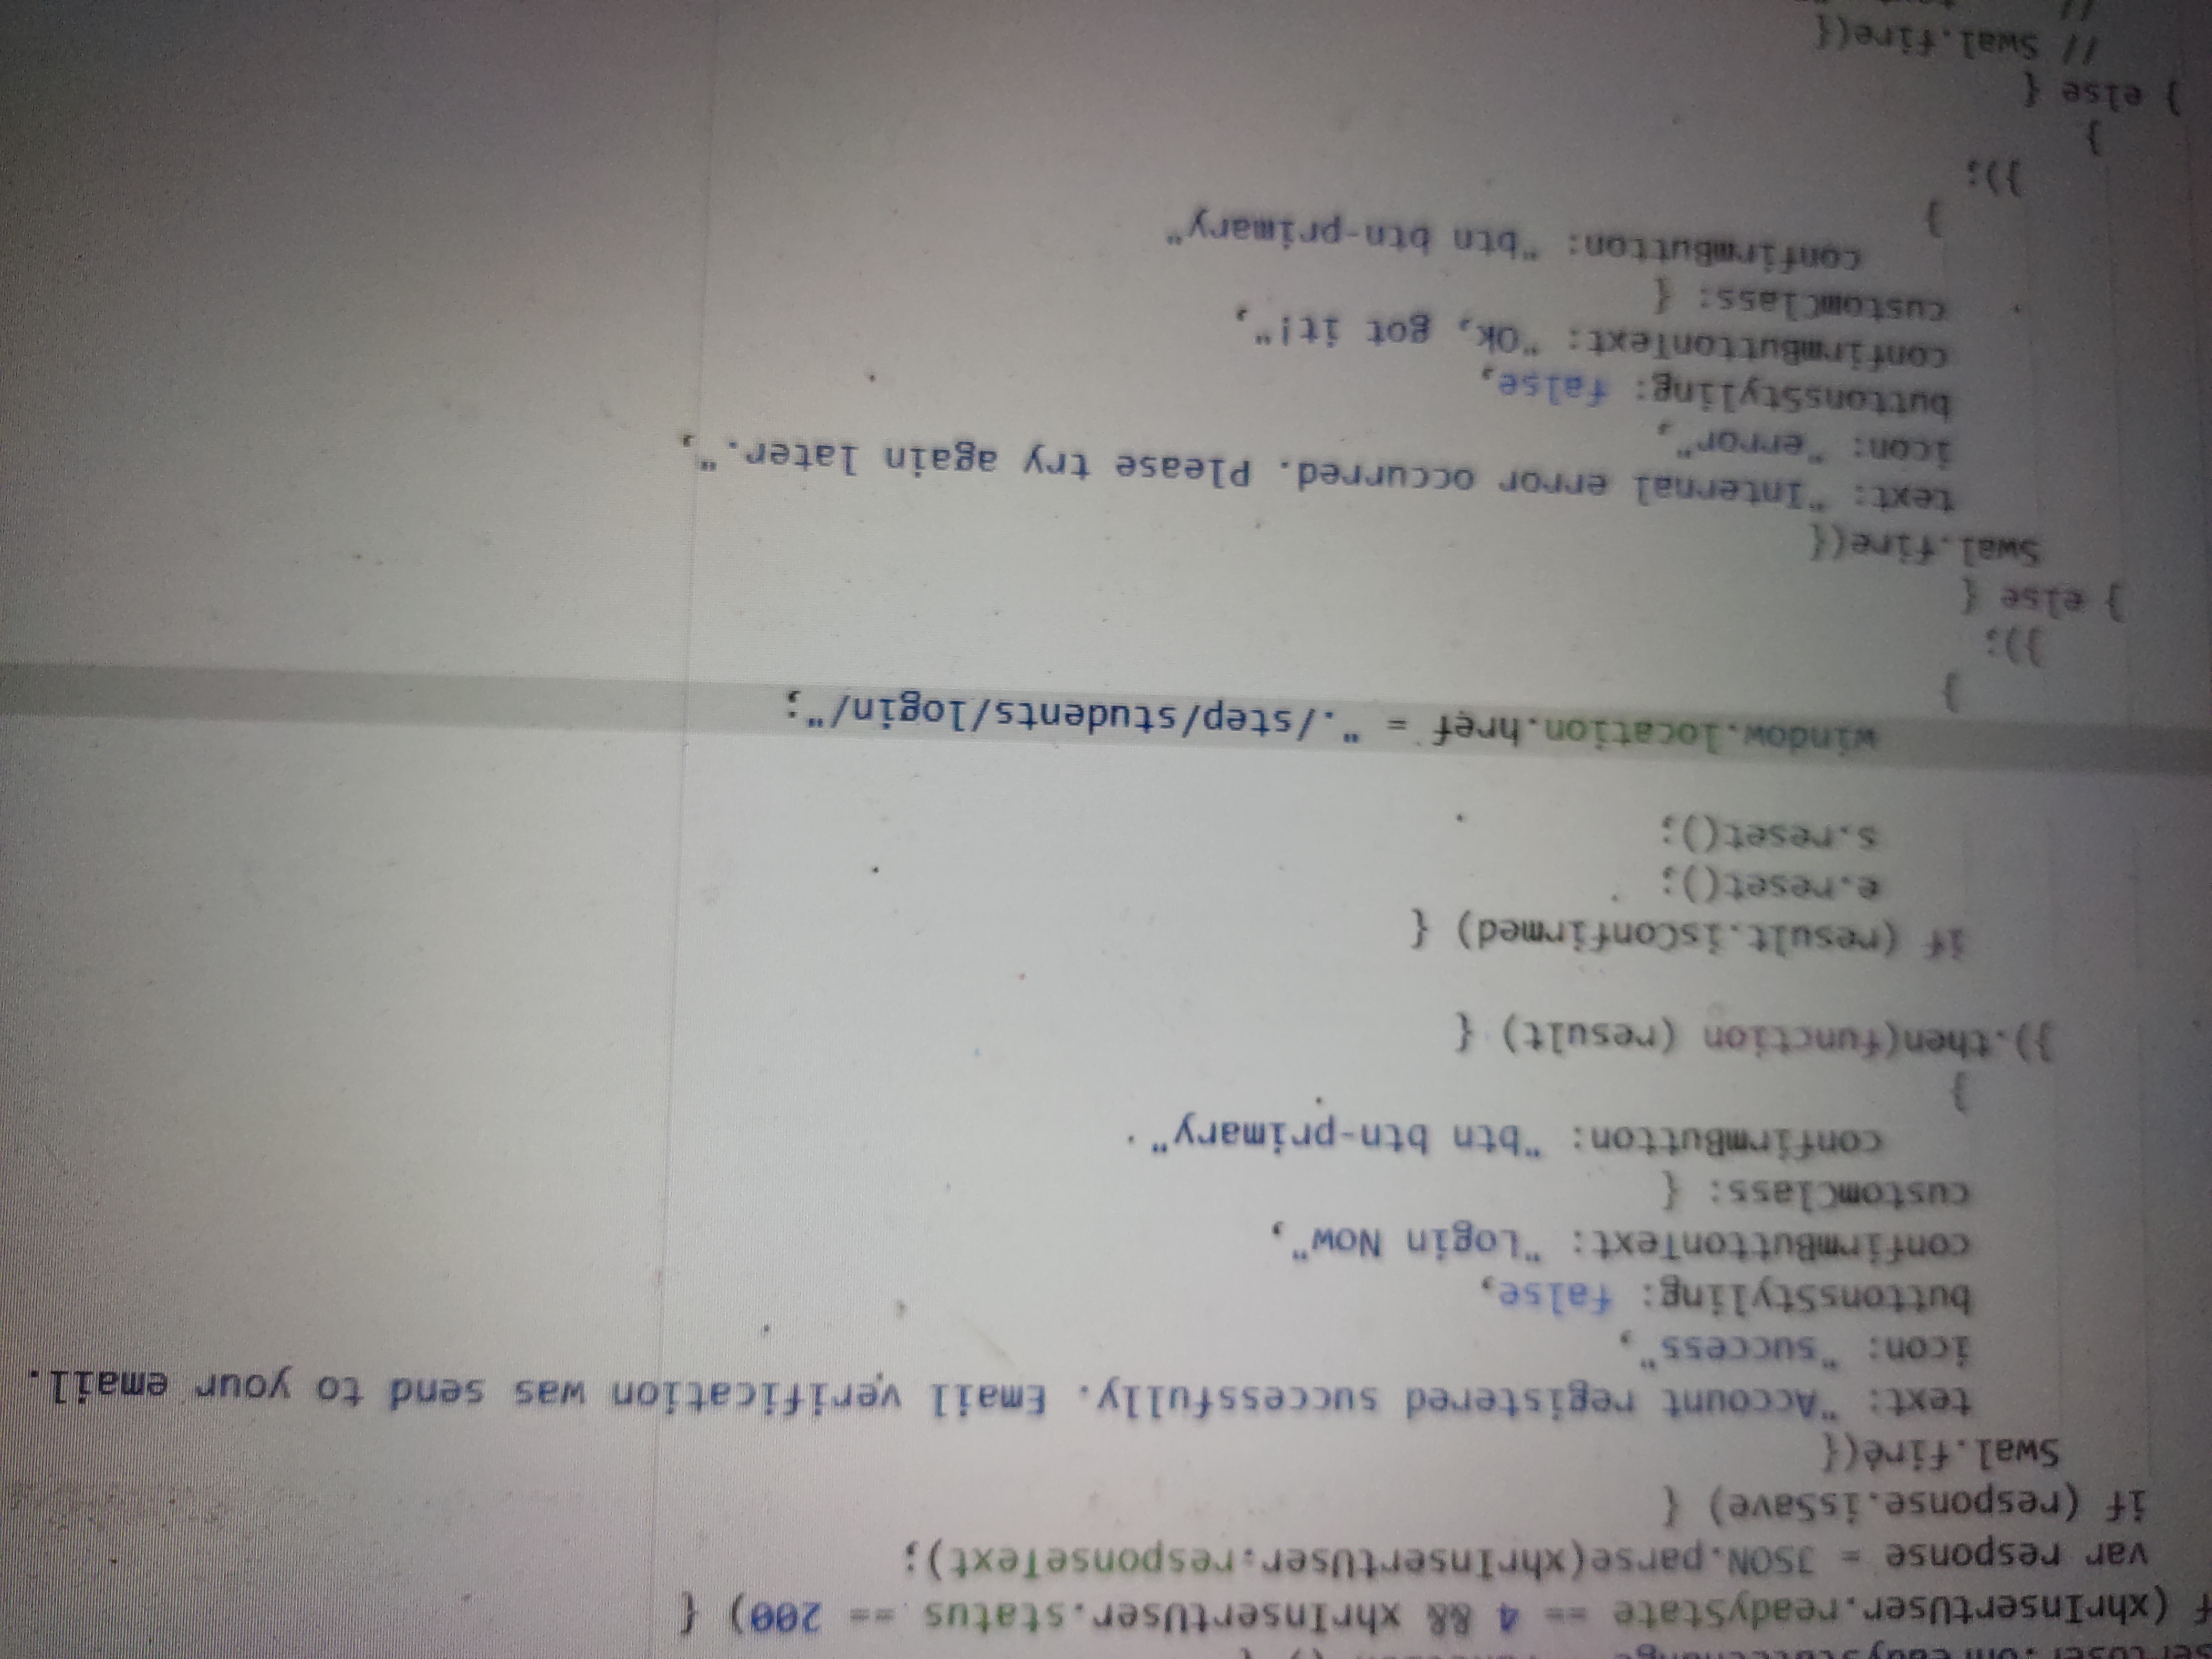 f (xhrInsertUser.readyState == 4 && xhrInsertUser.status == 200) {
var response = JSON.parse(xhrInsertUser.responseText);
if (response.isSave) {
Swal.fire({
text: "Account registered successfully. Email verification was send to your email.
icon: "success",
buttonsStyling: false,
confirmButtonText: "Login Now",
customClass: {
confirmButton: "btn btn-primary"
}
}).then(function (result) {
if (result.isConfirmed) {
e.reset();
s.reset();
window.location.href = "./step/students/login/";
}
});
} else {
Swal.fire({
text: "Internal error occurred. Please try again later.",
icon: "error",
buttonsStyling: false,
confirmButtonText: "Ok, got it!",
customClass: {
confirmButton: "btn btn-primary"
}
});
}
} else {
// Swal.fire({
//